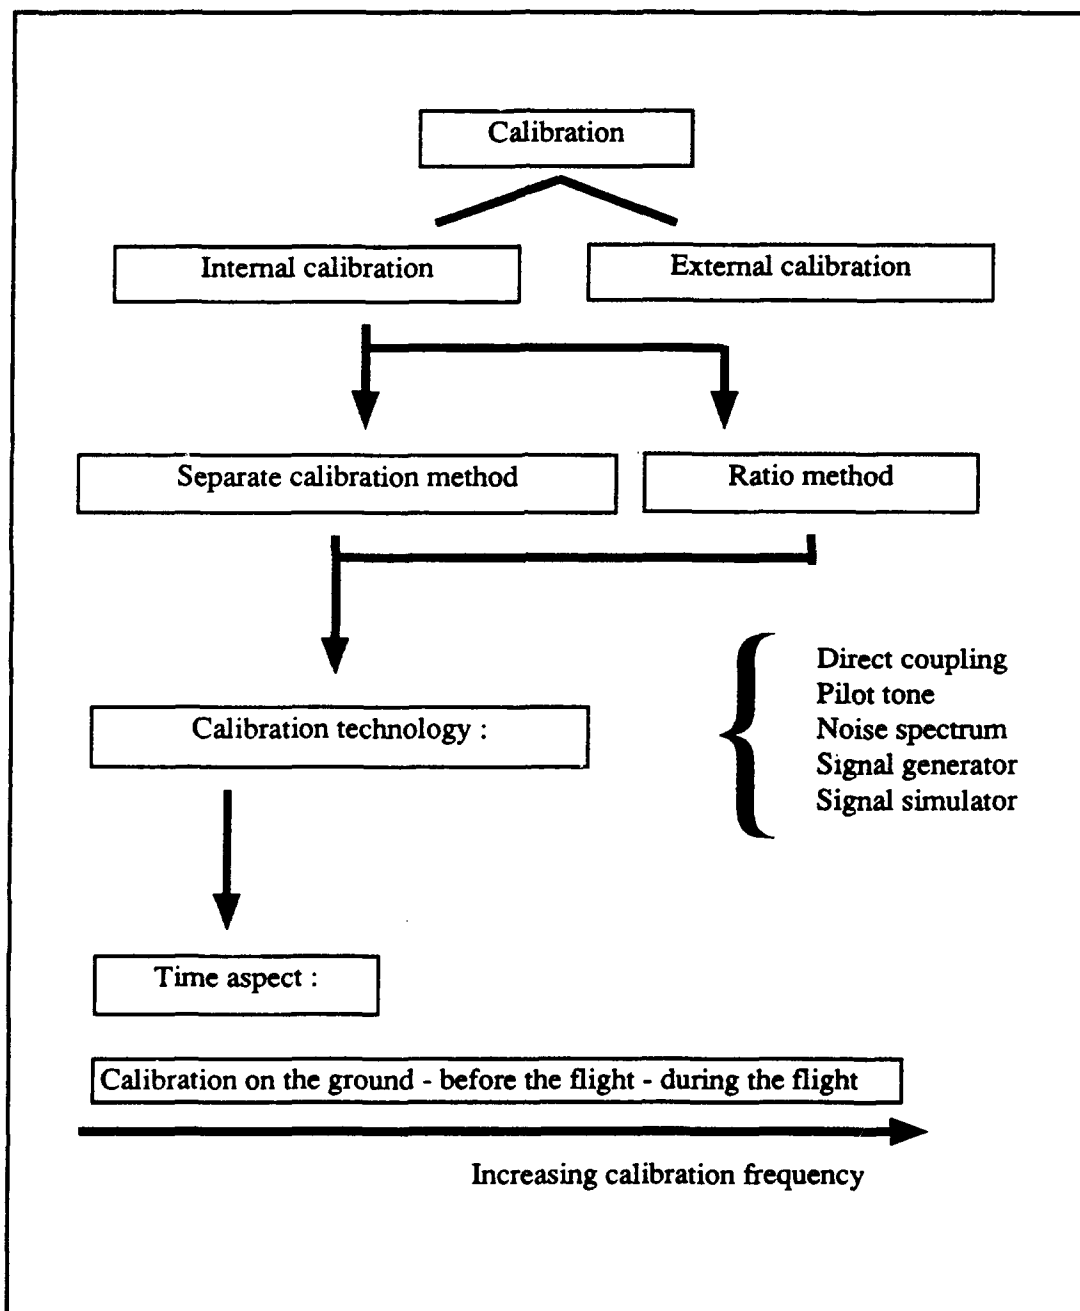 Calibration
Internal calibration
External calibration
Separate calibration method
Ratio method
Calibration technology :
Direct coupling
Pilot tone
Noise spectrum
Signal generator
Signal simulator
Time aspect :
Calibration on the ground - before the flight - during the flight
Increasing calibration frequency